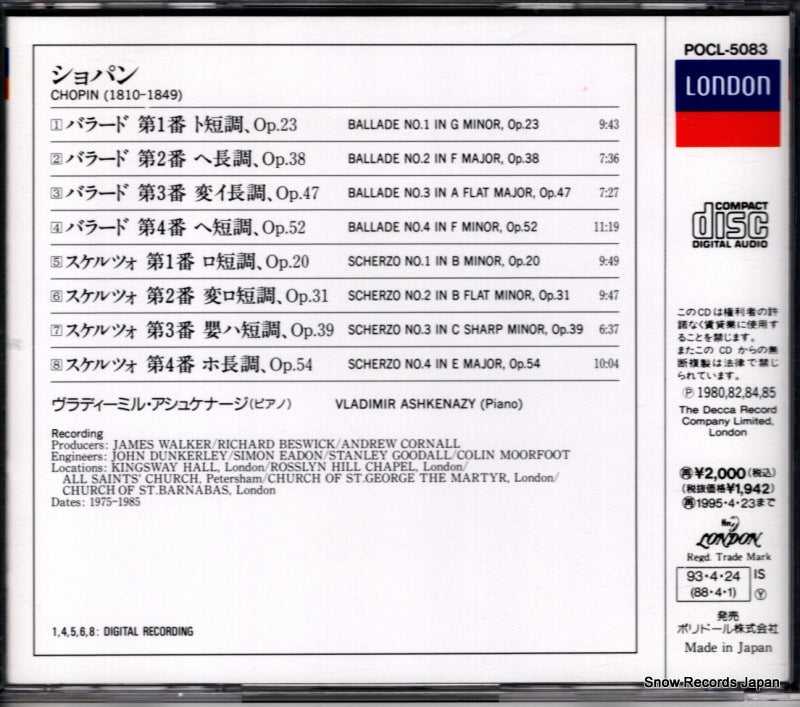 POCL-5083
LONDON
COMPACT
disc
DIGITAL AUDIO
ショパン
CHOPIN (1810-1849)
1 バラード 第1番 ト短調、Op.23 BALLADE NO.1 IN G MINOR, Op.23 9:43
2 バラード 第2番 ヘ長調、Op.38 BALLADE NO.2 IN F MAJOR, Op.38 7:36
3 バラード 第3番 変イ長調、Op.47 BALLADE NO.3 IN A FLAT MAJOR, Op.47 7:27
4 バラード 第4番 ヘ短調、Op.52 BALLADE NO.4 IN F MINOR, Op.52 11:19
5 スケルツォ 第1番 ロ短調、Op.20 SCHERZO NO.1 IN B MINOR, Op.20 9:49
6 スケルツォ 第2番 変ロ短調、Op.31 SCHERZO NO.2 IN B FLAT MINOR, Op.31 9:47
7 スケルツォ 第3番 嬰ハ短調、Op.39 SCHERZO NO.3 IN C SHARP MINOR, Op.39 6:37
8 スケルツォ 第4番 ホ長調、Op.54 SCHERZO NO.4 IN E MAJOR, Op.54 10:04
ヴラディーミル・アシュケナージ(ピアノ) VLADIMIR ASHKENAZY (Piano)
Recording
Producers: JAMES WALKER/RICHARD BESWICK/ANDREW CORNALL
Engineers: JOHN DUNKERLEY/SIMON EADON/STANLEY GOODALL/COLIN MOORFOOT
Locations: KINGSWAY HALL, London/ROSSLYN HILL CHAPEL, London/
ALL SAINTS' CHURCH, Petersham/CHURCH OF ST.GEORGE THE MARTYR, London/
CHURCH OF ST.BARNABAS, London
Dates: 1975-1985
1,4,5,6,8: DIGITAL RECORDING
このCDは権利者の許
諾なく賃貸業に使用す
ることを禁じます。
またこの CD からの無
断複製は法律で禁じ
られています。
Ⓟ 1980,82,84,85
The Decca Record
Company Limited,
London
再 ¥2,000(税込)
(税抜価格¥1,942)
再 1995・4・23まで
LONDON
Regd. Trade Mark
93・4・24 IS
(88・4・1) Ⓨ
発売
ポリドール株式会社
Made in Japan
Snow Records Japan